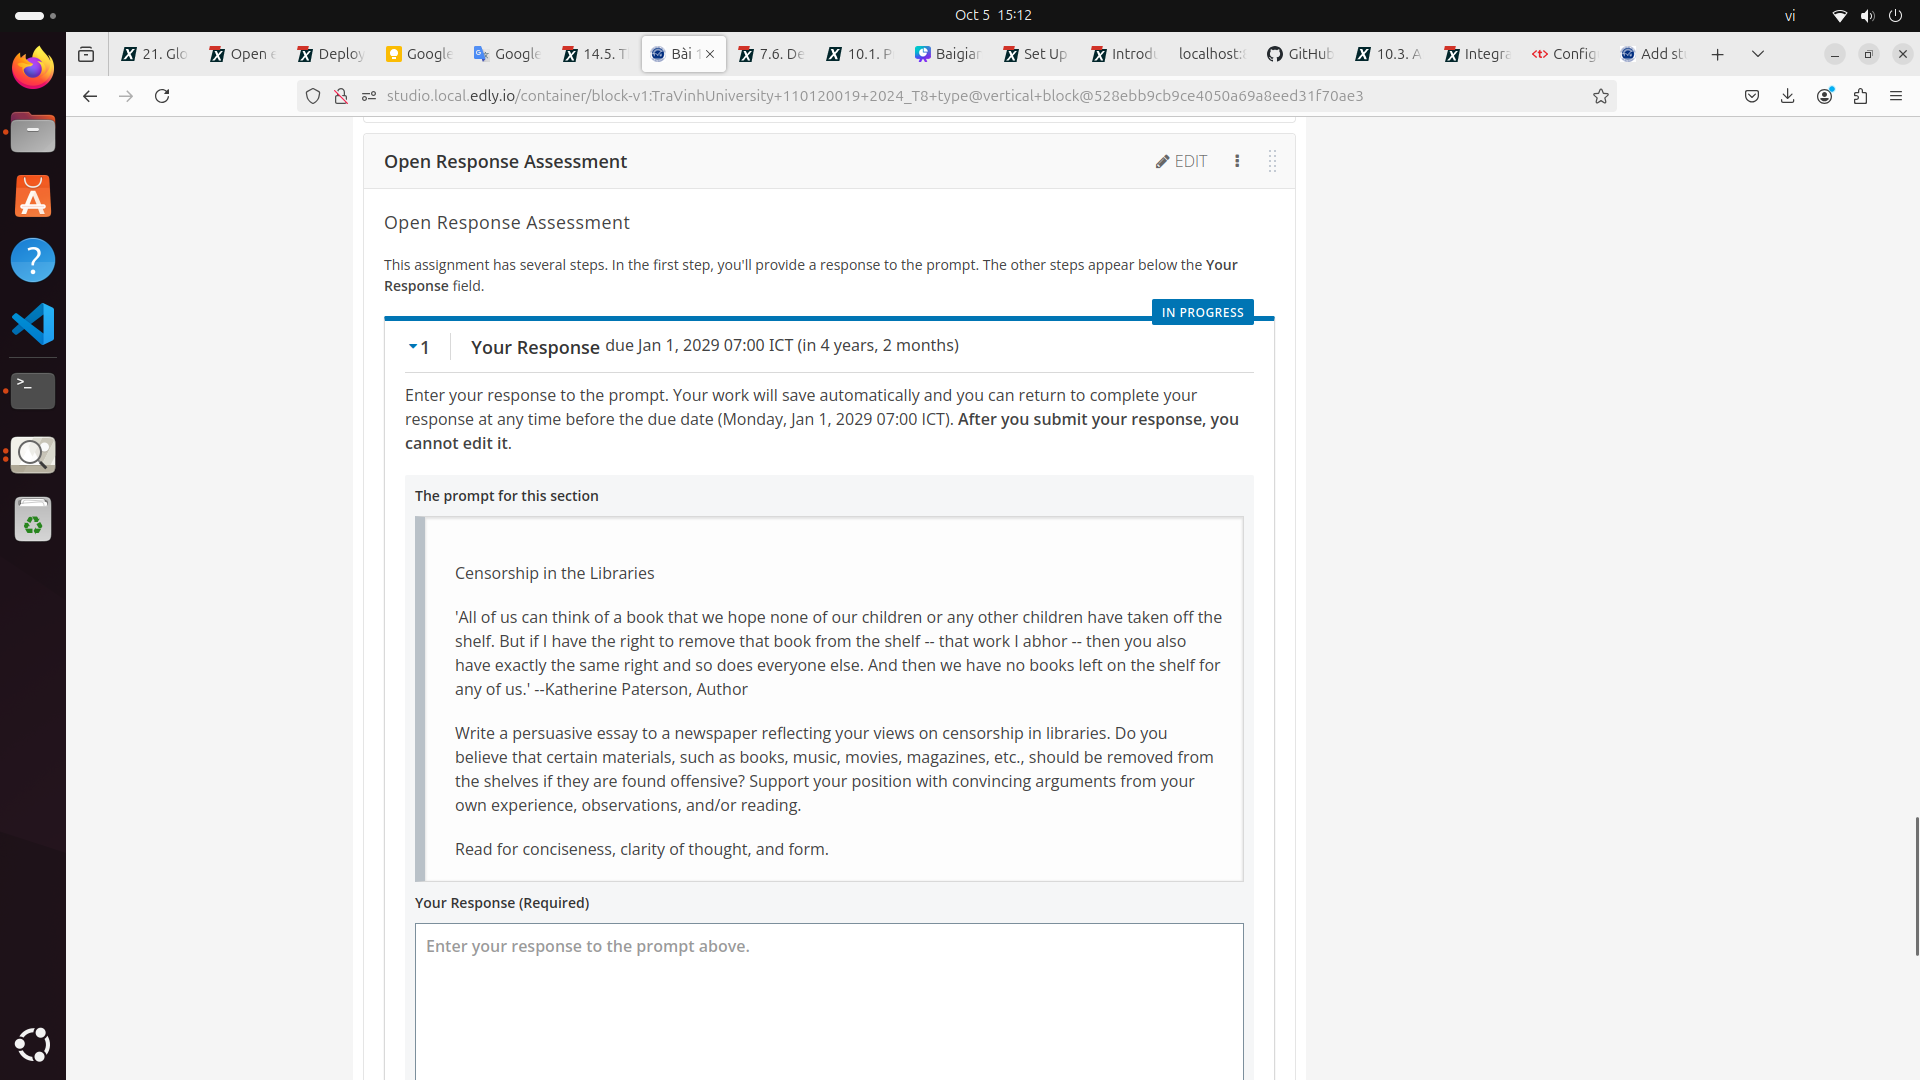 Oct 5 15:12
vi
21. Glo
Open e
Deploy
Google
Google
14.5. T
Bài 1
7.6. De
10.1. P
Baigian
Set Up
Introdu
localhost:8
GitHub
10.3. A
Integra
Config
Add stu
studio.local.edly.io/container/block-v1:TraVinhUniversity+110120019+2024_T8+type@vertical+block@528ebb9cb9ce4050a69a8eed31f70ae3
Open Response Assessment
EDIT
Open Response Assessment
This assignment has several steps. In the first step, you'll provide a response to the prompt. The other steps appear below the Your
Response field.
IN PROGRESS
1 Your Response due Jan 1, 2029 07:00 ICT (in 4 years, 2 months)
Enter your response to the prompt. Your work will save automatically and you can return to complete your
response at any time before the due date (Monday, Jan 1, 2029 07:00 ICT). After you submit your response, you
cannot edit it.
The prompt for this section
Censorship in the Libraries
'All of us can think of a book that we hope none of our children or any other children have taken off the
shelf. But if I have the right to remove that book from the shelf -- that work I abhor -- then you also
have exactly the same right and so does everyone else. And then we have no books left on the shelf for
any of us.' --Katherine Paterson, Author
Write a persuasive essay to a newspaper reflecting your views on censorship in libraries. Do you
believe that certain materials, such as books, music, movies, magazines, etc., should be removed from
the shelves if they are found offensive? Support your position with convincing arguments from your
own experience, observations, and/or reading.
Read for conciseness, clarity of thought, and form.
Your Response (Required)
Enter your response to the prompt above.